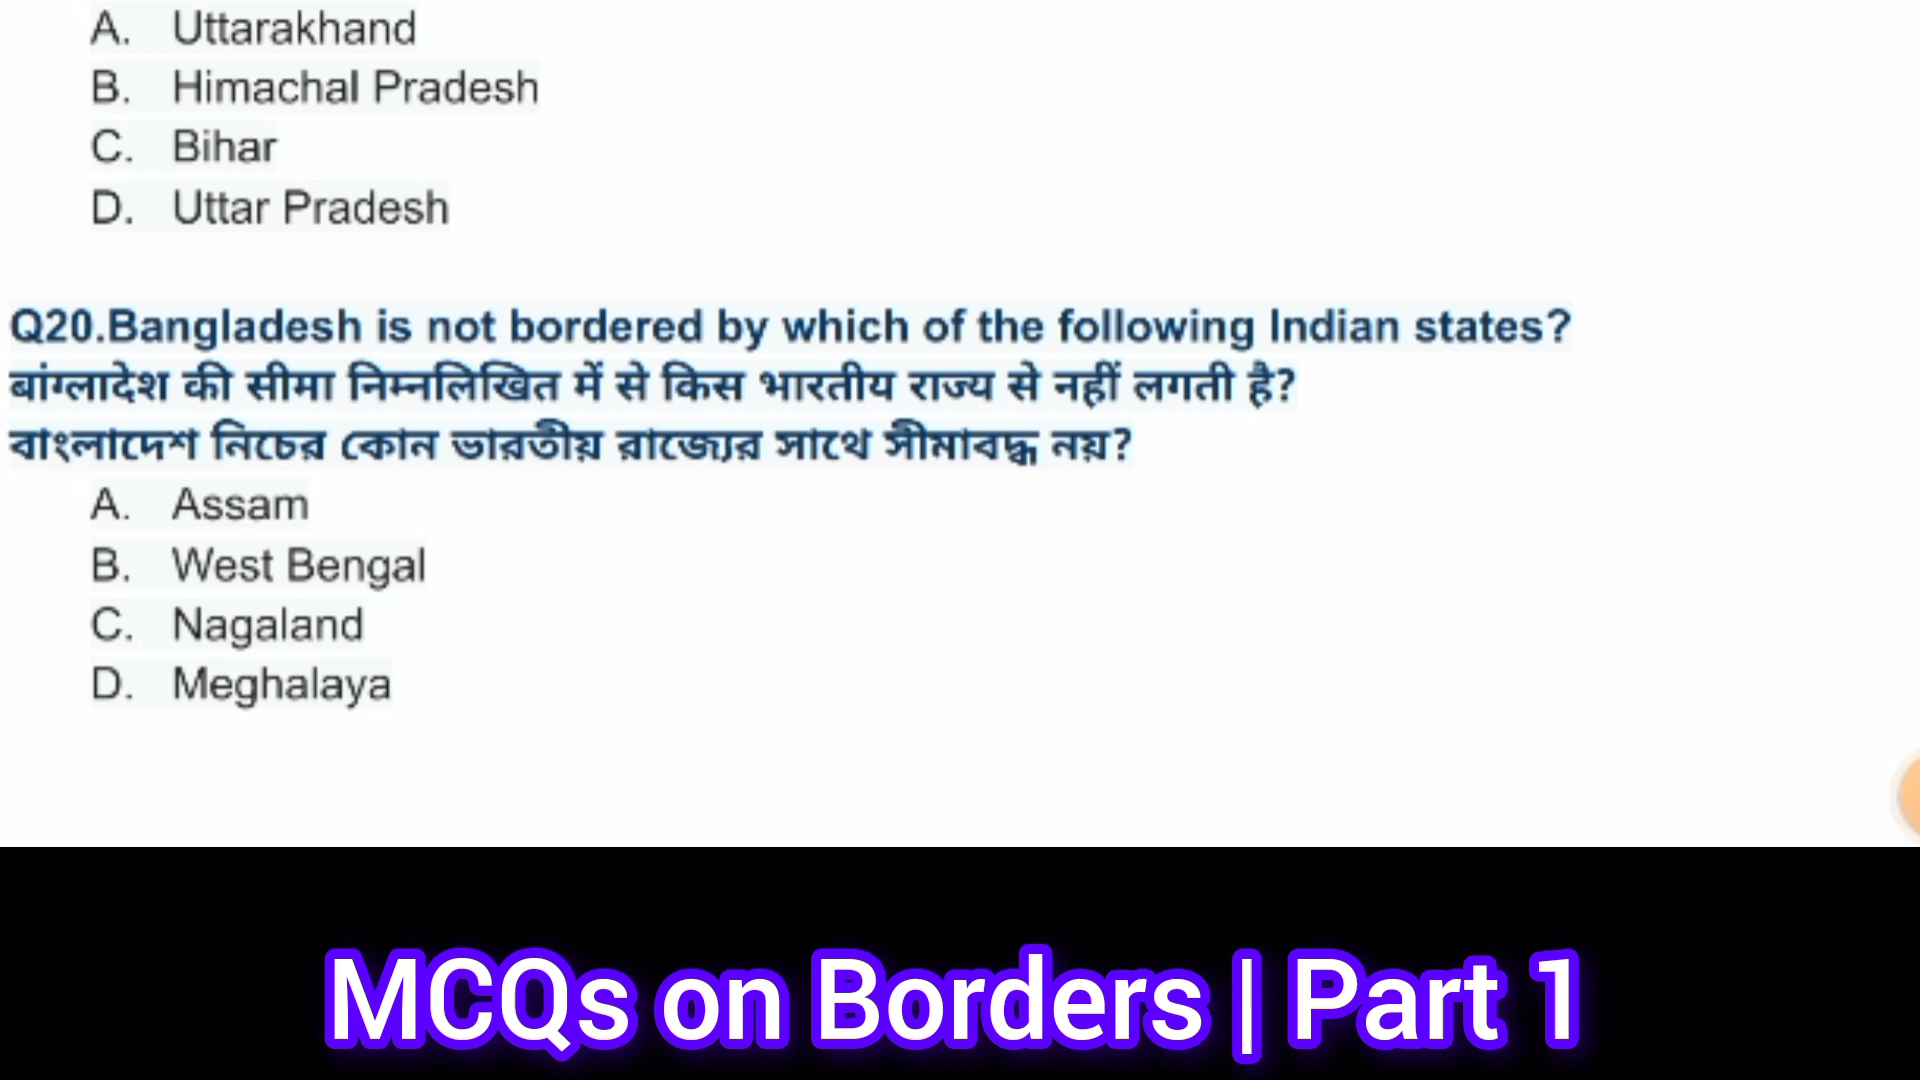 A. Uttarakhand
B. Himachal Pradesh
C. Bihar
D. Uttar Pradesh
Q20.Bangladesh is not bordered by which of the following Indian states?
बांग्लादेश की सीमा निम्नलिखित में से किस भारतीय राज्य से नहीं लगती है?
বাংলাদেশ নিচের কোন ভারতীয় রাজ্যের সাথে সীমাবদ্ধ নয়?
A. Assam
B. West Bengal
C. Nagaland
D. Meghalaya
MCQs on Borders | Part 1